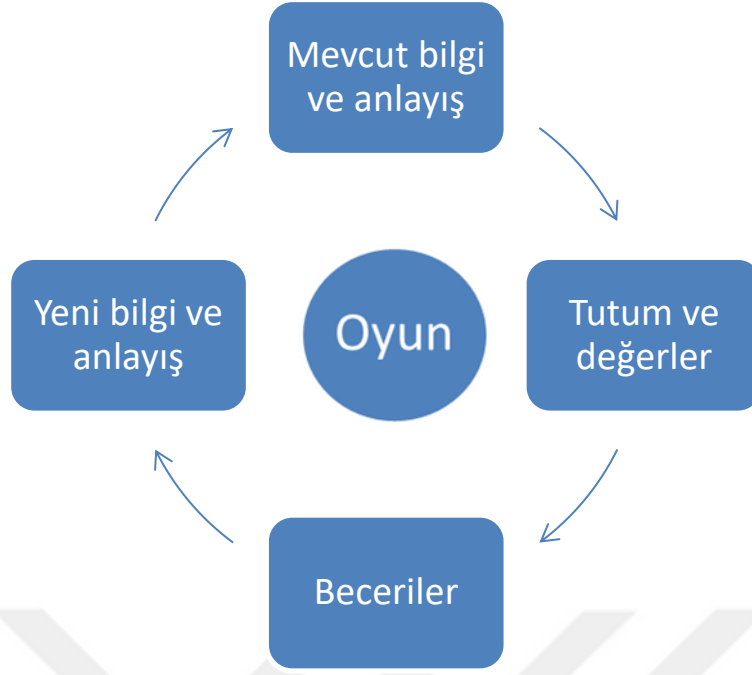 Mevcut bilgi
ve anlayış
Yeni bilgi ve
anlayış
Oyun
Tutum ve
değerler
Beceriler